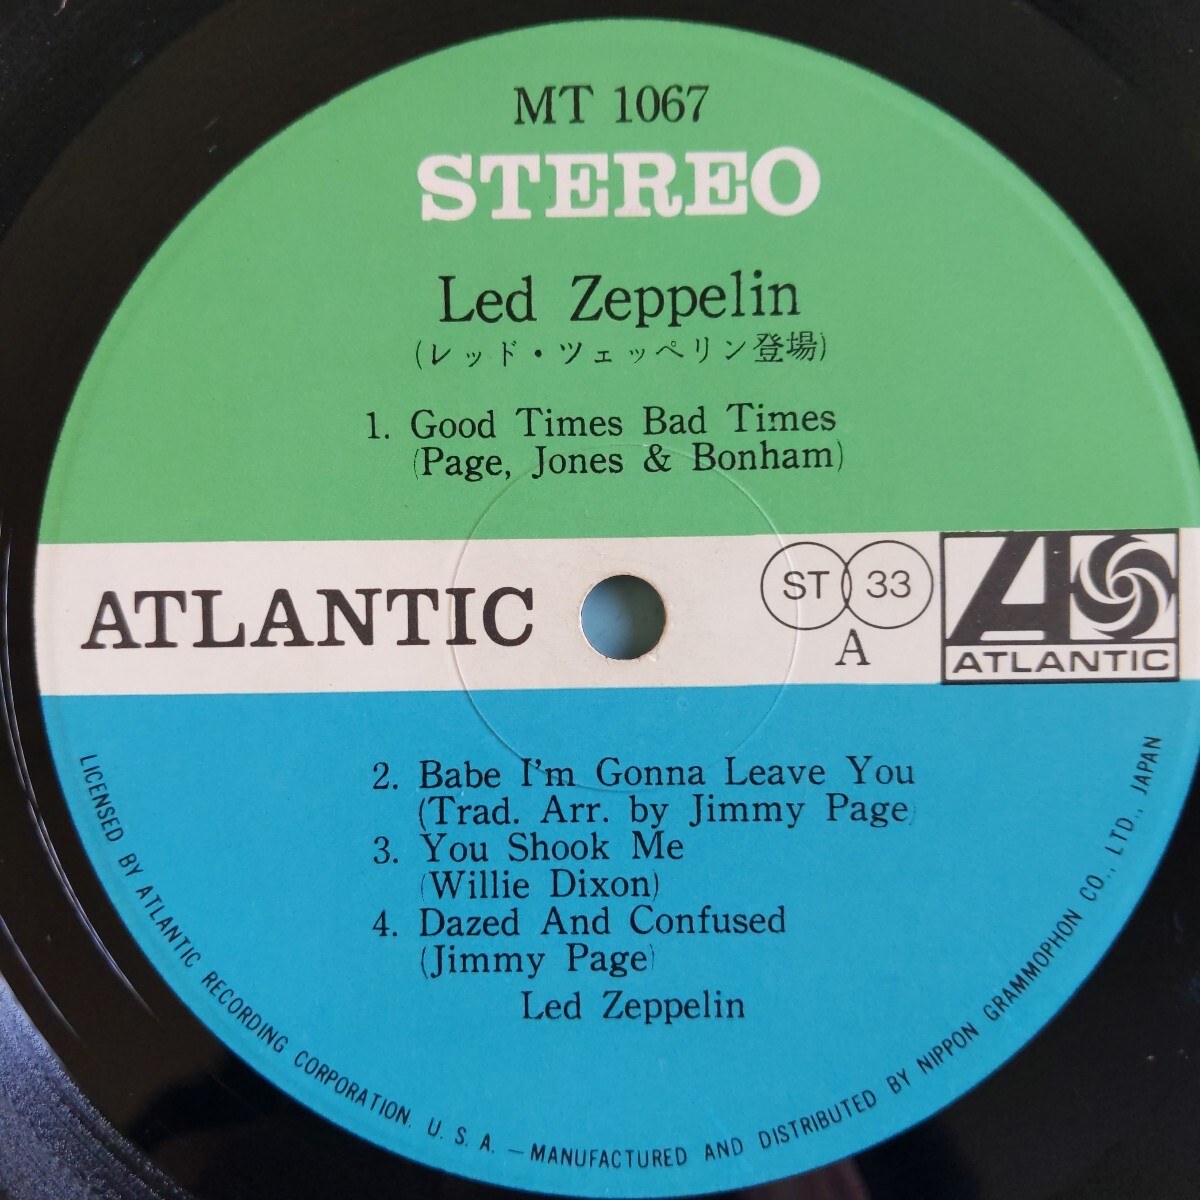 MT 1067
STEREO
Led Zeppelin
(レッド・ツェッペリン登場)
1. Good Times Bad Times
(Page, Jones & Bonham)
ATLANTIC
ST 33
A
ATLANTIC
2. Babe I'm Gonna Leave You
(Trad. Arr. by Jimmy Page)
3. You Shook Me
(Willie Dixon)
4. Dazed And Confused
(Jimmy Page)
Led Zeppelin
LICENSED BY ATLANTIC RECORDING CORPORATION. U. S. A. — MANUFACTURED AND DISTRIBUTED BY NIPPON GRAMMOPHON CO., LTD., JAPAN